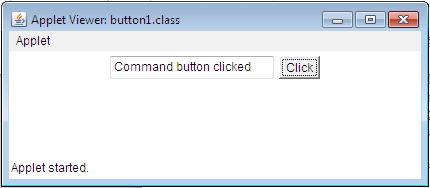 Applet Viewer: button1.class
Applet
Command button clicked Click
Applet started.